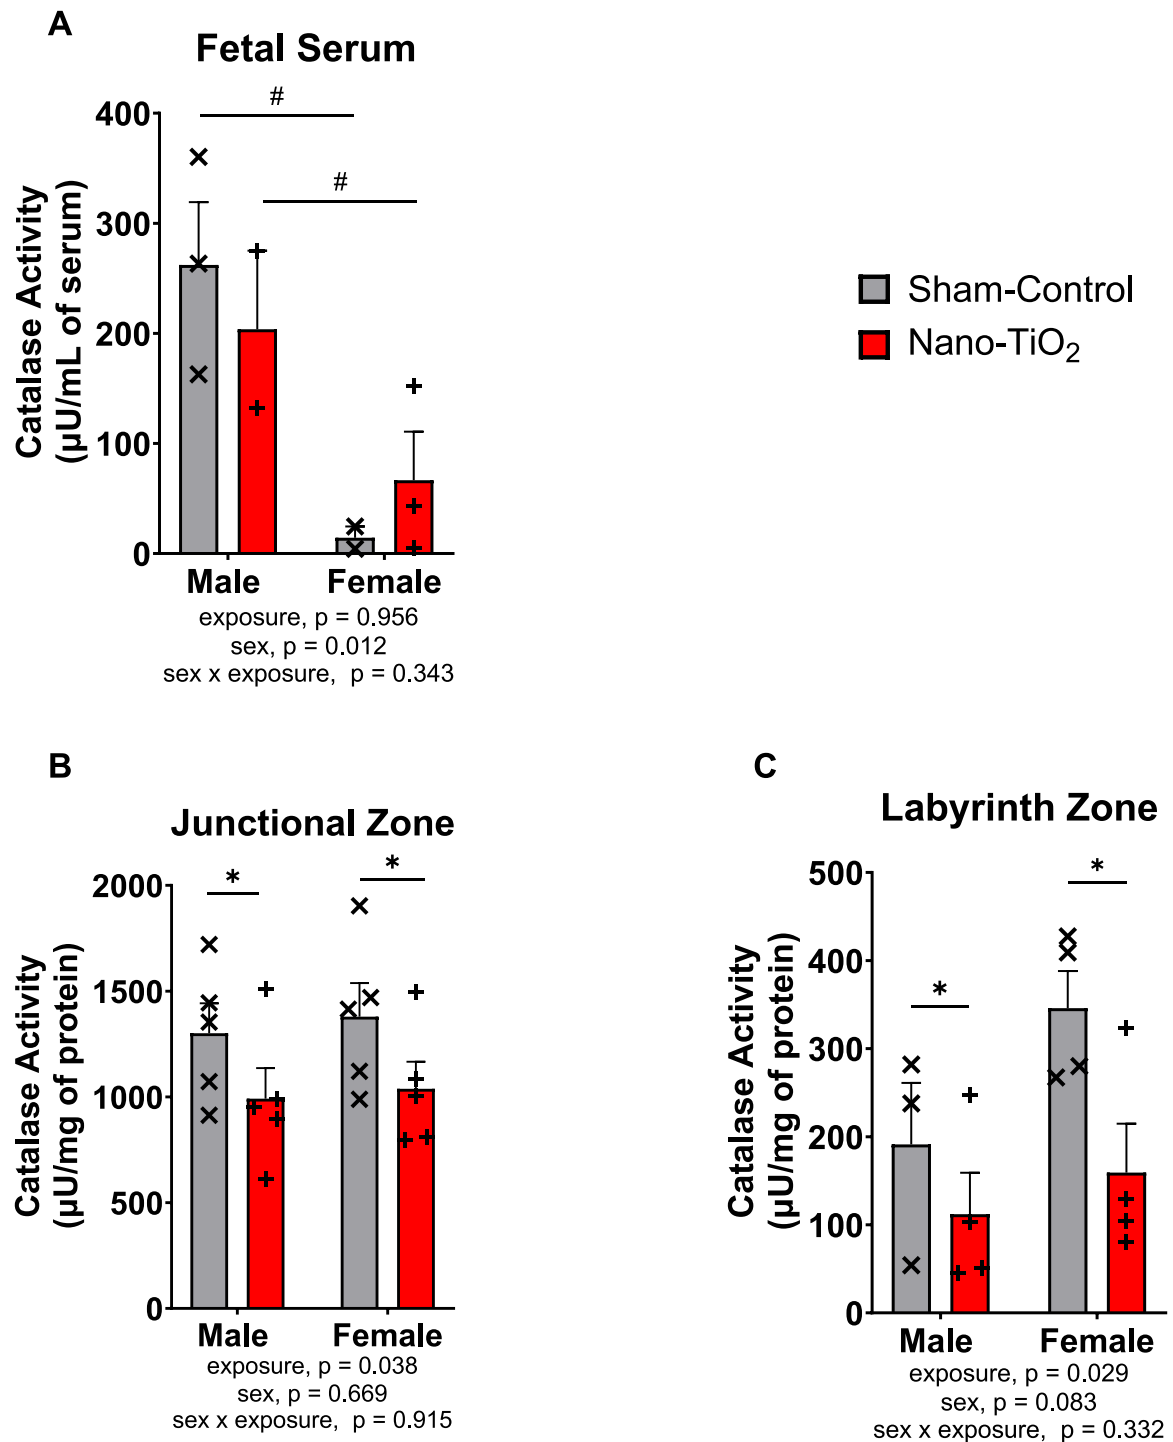 A
Fetal Serum
#
#
Catalase Activity
(µU/mL of serum)
400
300
200
100
0
Male Female
exposure, p = 0.956
sex, p = 0.012
sex x exposure, p = 0.343
Sham-Control
Nano-TiO₂
B
Junctional Zone
* *
Catalase Activity
(µU/mg of protein)
2000
1500
1000
500
0
Male Female
exposure, p = 0.038
sex, p = 0.669
sex x exposure, p = 0.915
C
Labyrinth Zone
*
*
Catalase Activity
(µU/mg of protein)
500
400
300
200
100
0
Male Female
exposure, p = 0.029
sex, p = 0.083
sex x exposure, p = 0.332